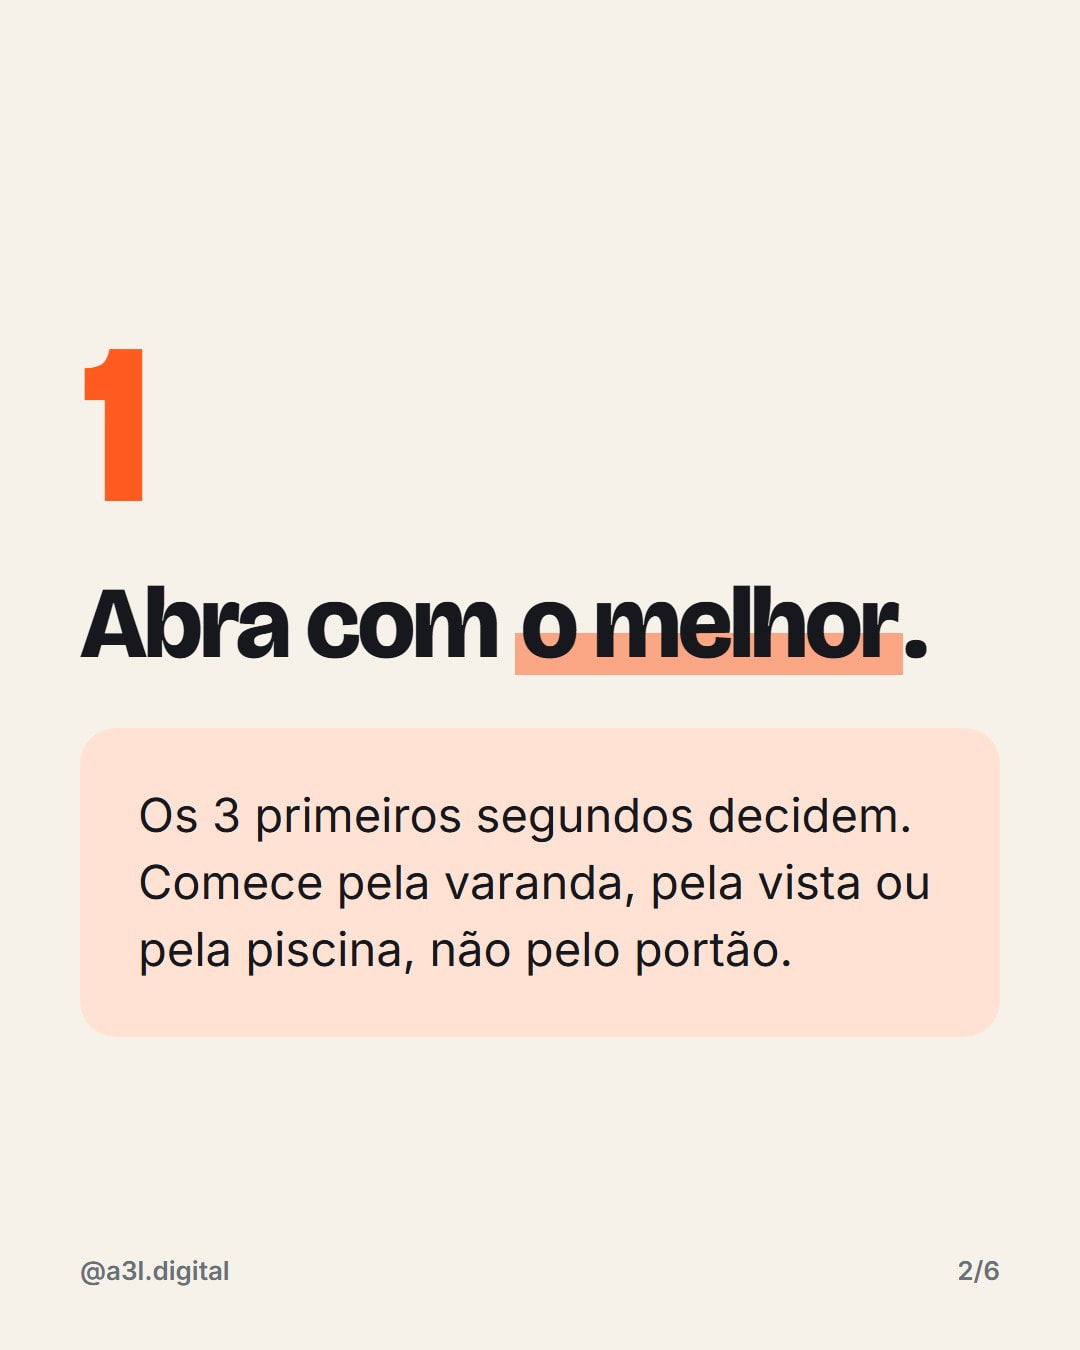 1
Abra com o melhor.
Os 3 primeiros segundos decidem.
Comece pela varanda, pela vista ou
pela piscina, não pelo portão.
@a3l.digital
2/6